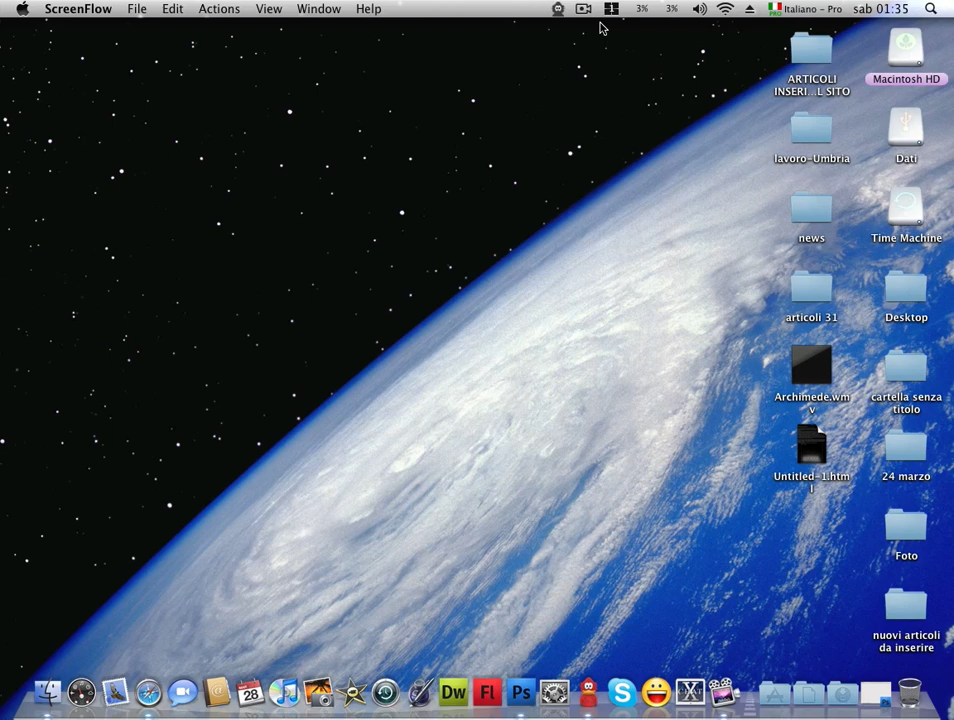 ScreenFlow File Edit Actions View Window Help 1 3% 3% Italiano - Pro sab 01:35
PRO
ARTICOLI
INSERI...L SITO
Macintosh HD
lavoro-Umbria
Dati
news
Time Machine
articoli 31
Desktop
Archimede.wm
v
cartella senza
titolo
Untitled-1.htm
l
24 marzo
Foto
nuovi articoli
da inserire
28
Dw
Fl
Ps
S
X